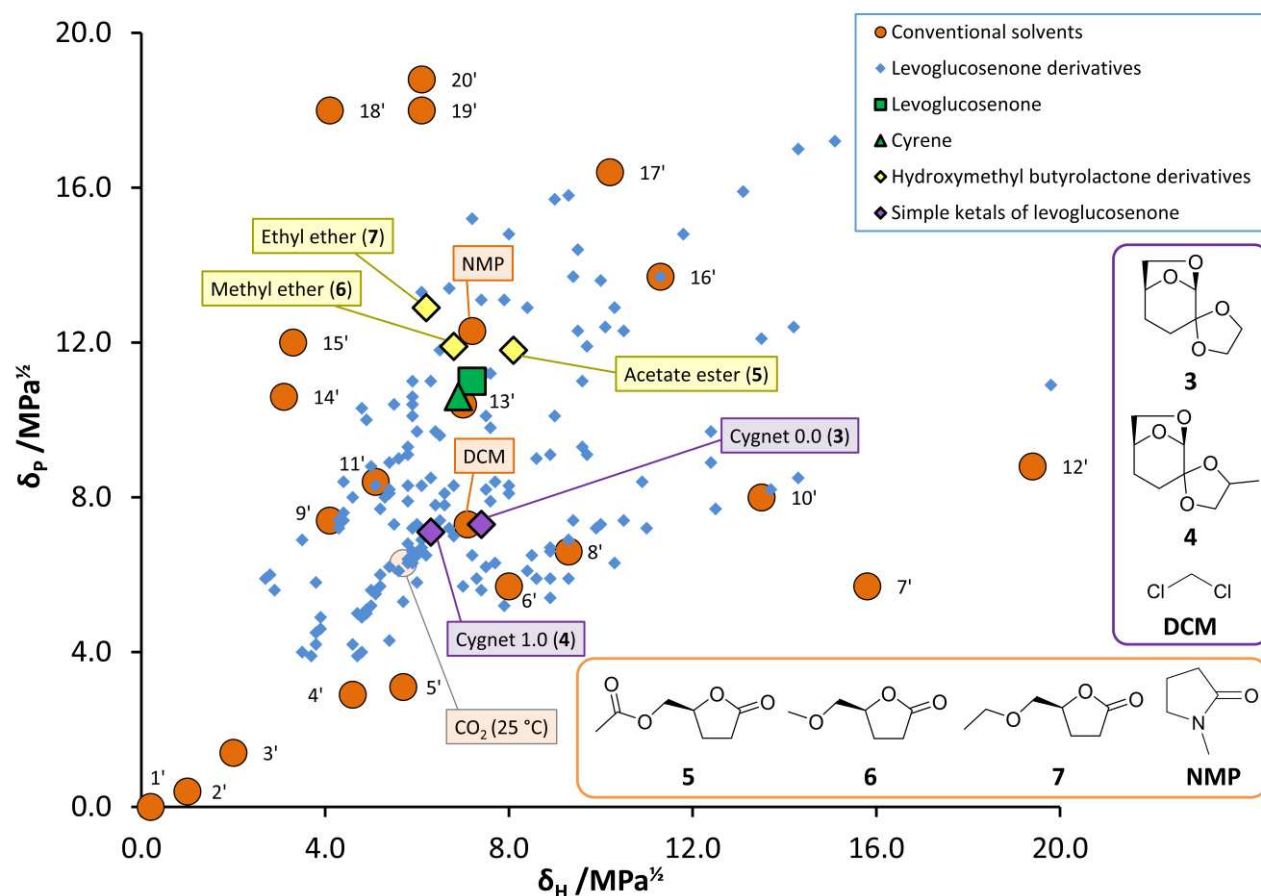 20.0
16.0
12.0
8.0
4.0
0.0
δP /MPa½
0.0
4.0
8.0
12.0
16.0
20.0
δH /MPa½
Conventional solvents
Levoglucosenone derivatives
Levoglucosenone
Cyrene
Hydroxymethyl butyrolactone derivatives
Simple ketals of levoglucosenone
20'
18'
19'
17'
Ethyl ether (7)
NMP
16'
Methyl ether (6)
15'
Acetate ester (5)
14'
13'
Cygnet 0.0 (3)
DCM
11'
12'
9'
10'
8'
6'
7'
Cygnet 1.0 (4)
4'
5'
CO2 (25 °C)
3'
1'
2'
O
O
O
O
3
O
O
O
O
4
Cl
Cl
DCM
O
O
O
O
5
O
O
O
6
O
O
O
7
O
N
NMP